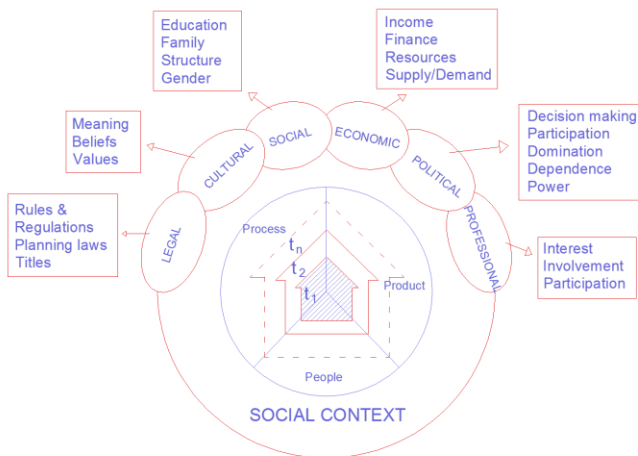 Education
Family
Structure
Gender
Income
Finance
Resources
Supply/Demand
Meaning
Beliefs
Values
Decision making
Participation
Domination
Dependence
Power
Rules &
Regulations
Planning laws
Titles
Interest
Involvement
Participation
LEGAL
CULTURAL
SOCIAL
ECONOMIC
POLITICAL
PROFESSIONAL
Process
tn
t2
t1
Product
People
SOCIAL CONTEXT